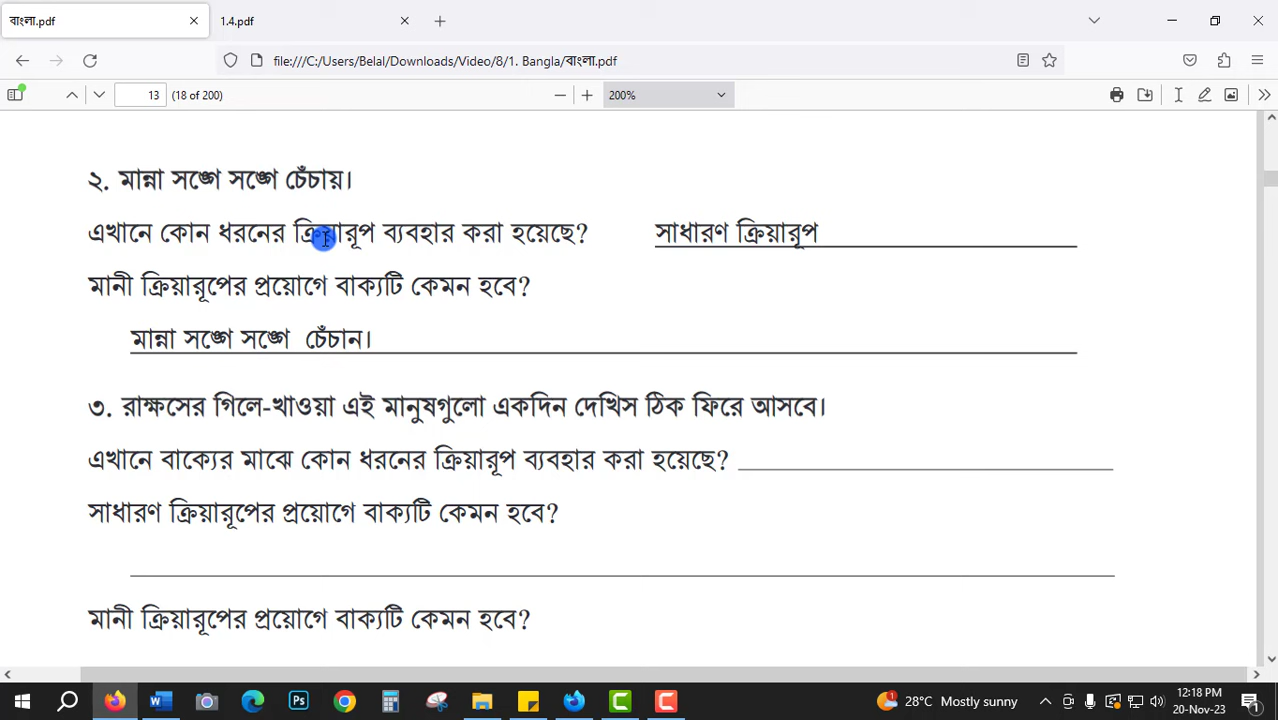 বাংলা.pdf
1.4.pdf
file:///C:/Users/Belal/Downloads/Video/8/1. Bangla/বাংলা.pdf
13 (18 of 200) 200%
২. মান্না সঙ্গে সঙ্গে চেঁচায়।
এখানে কোন ধরনের ক্রিয়ারূপ ব্যবহার করা হয়েছে? সাধারণ ক্রিয়ারূপ
মানী ক্রিয়ারূপের প্রয়োগে বাক্যটি কেমন হবে?
মান্না সঙ্গে সঙ্গে চেঁচান।
৩. রাক্ষসের গিলে-খাওয়া এই মানুষগুলো একদিন দেখিস ঠিক ফিরে আসবে।
এখানে বাক্যের মাঝে কোন ধরনের ক্রিয়ারূপ ব্যবহার করা হয়েছে?
সাধারণ ক্রিয়ারূপের প্রয়োগে বাক্যটি কেমন হবে?
মানী ক্রিয়ারূপের প্রয়োগে বাক্যটি কেমন হবে?
28°C Mostly sunny
12:18 PM
20-Nov-23